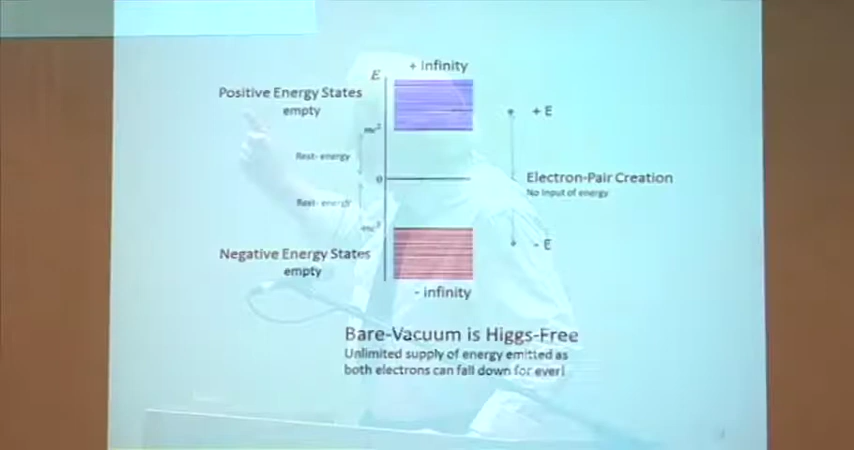 + Infinity
E
Positive Energy States
empty
+ E
mc²
Rest- energy
0
Electron-Pair Creation
No Input of energy
Rest- energy
-mc²
- E
Negative Energy States
empty
- infinity
Bare-Vacuum is Higgs-Free
Unlimited supply of energy emitted as
both electrons can fall down for ever!